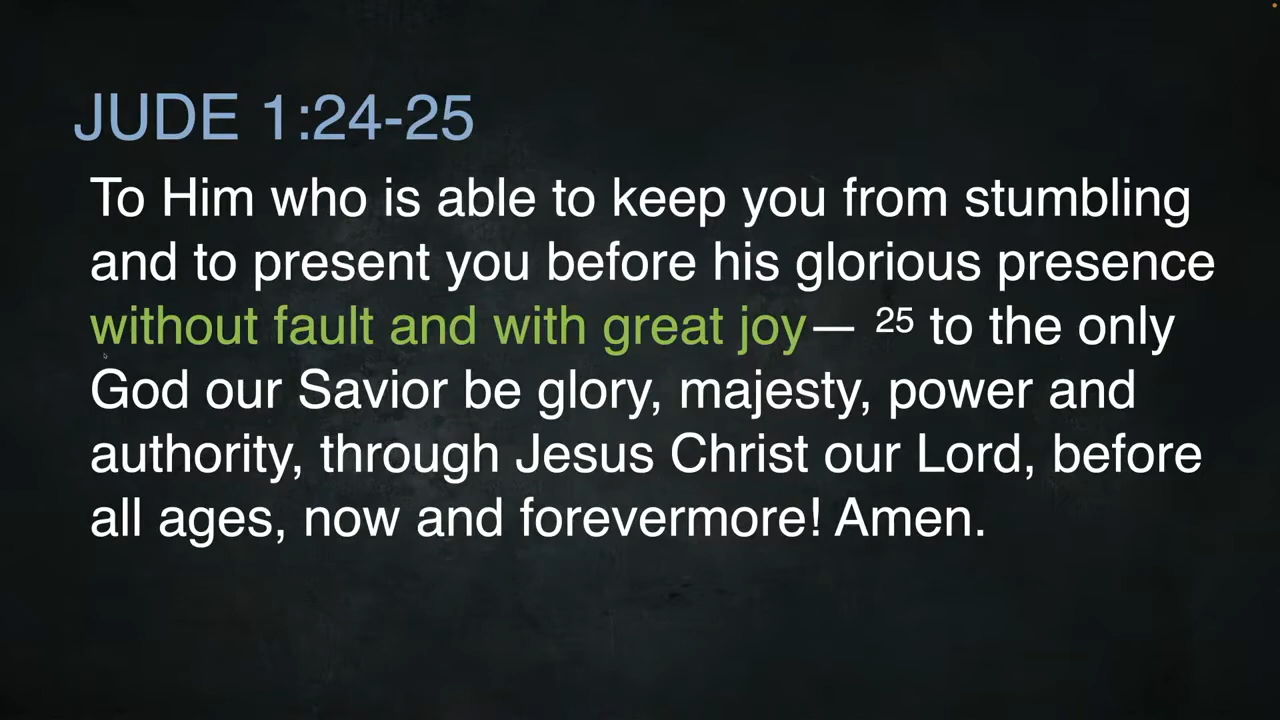 JUDE 1:24-25
To Him who is able to keep you from stumbling
and to present you before his glorious presence
without fault and with great joy— ²⁵ to the only
God our Savior be glory, majesty, power and
authority, through Jesus Christ our Lord, before
all ages, now and forevermore! Amen.